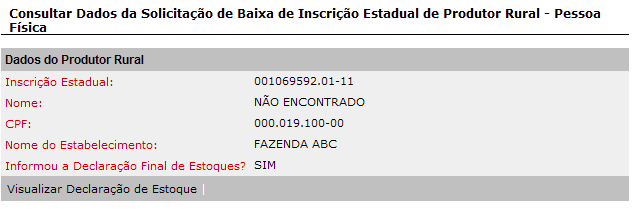 Consultar Dados da Solicitação de Baixa de Inscrição Estadual de Produtor Rural - Pessoa
Física
Dados do Produtor Rural
Inscrição Estadual: 001069592.01-11
Nome: NÃO ENCONTRADO
CPF: 000.019.100-00
Nome do Estabelecimento: FAZENDA ABC
Informou a Declaração Final de Estoques? SIM
Visualizar Declaração de Estoque |